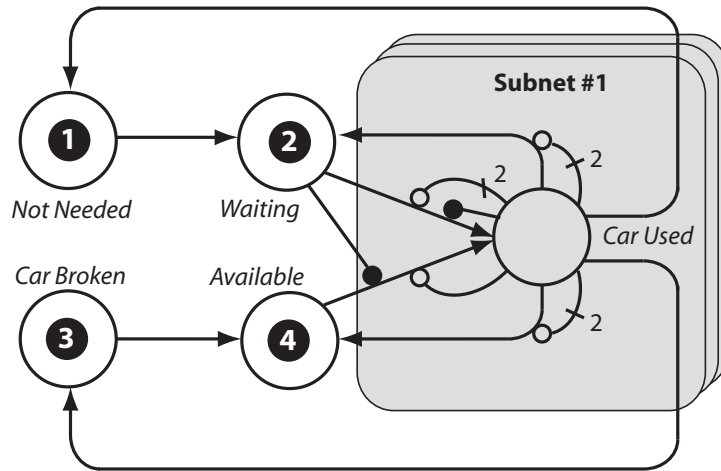 Subnet #1
1
2
2
2
Not Needed
Waiting
Car Used
Car Broken
Available
3
4
2